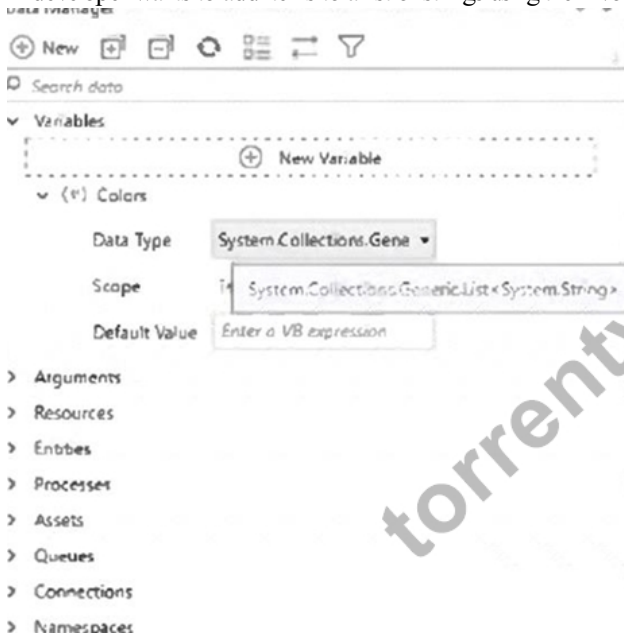 Data Manager
New
Search data
Variables
New Variable
Colors
Data Type System.Collections.Gene
Scope System.Collections.Generic.List<System.String>
Default Value Enter a VB expression
Arguments
Resources
Entities
Processes
Assets
Queues
Connections
Namespaces
torrenty